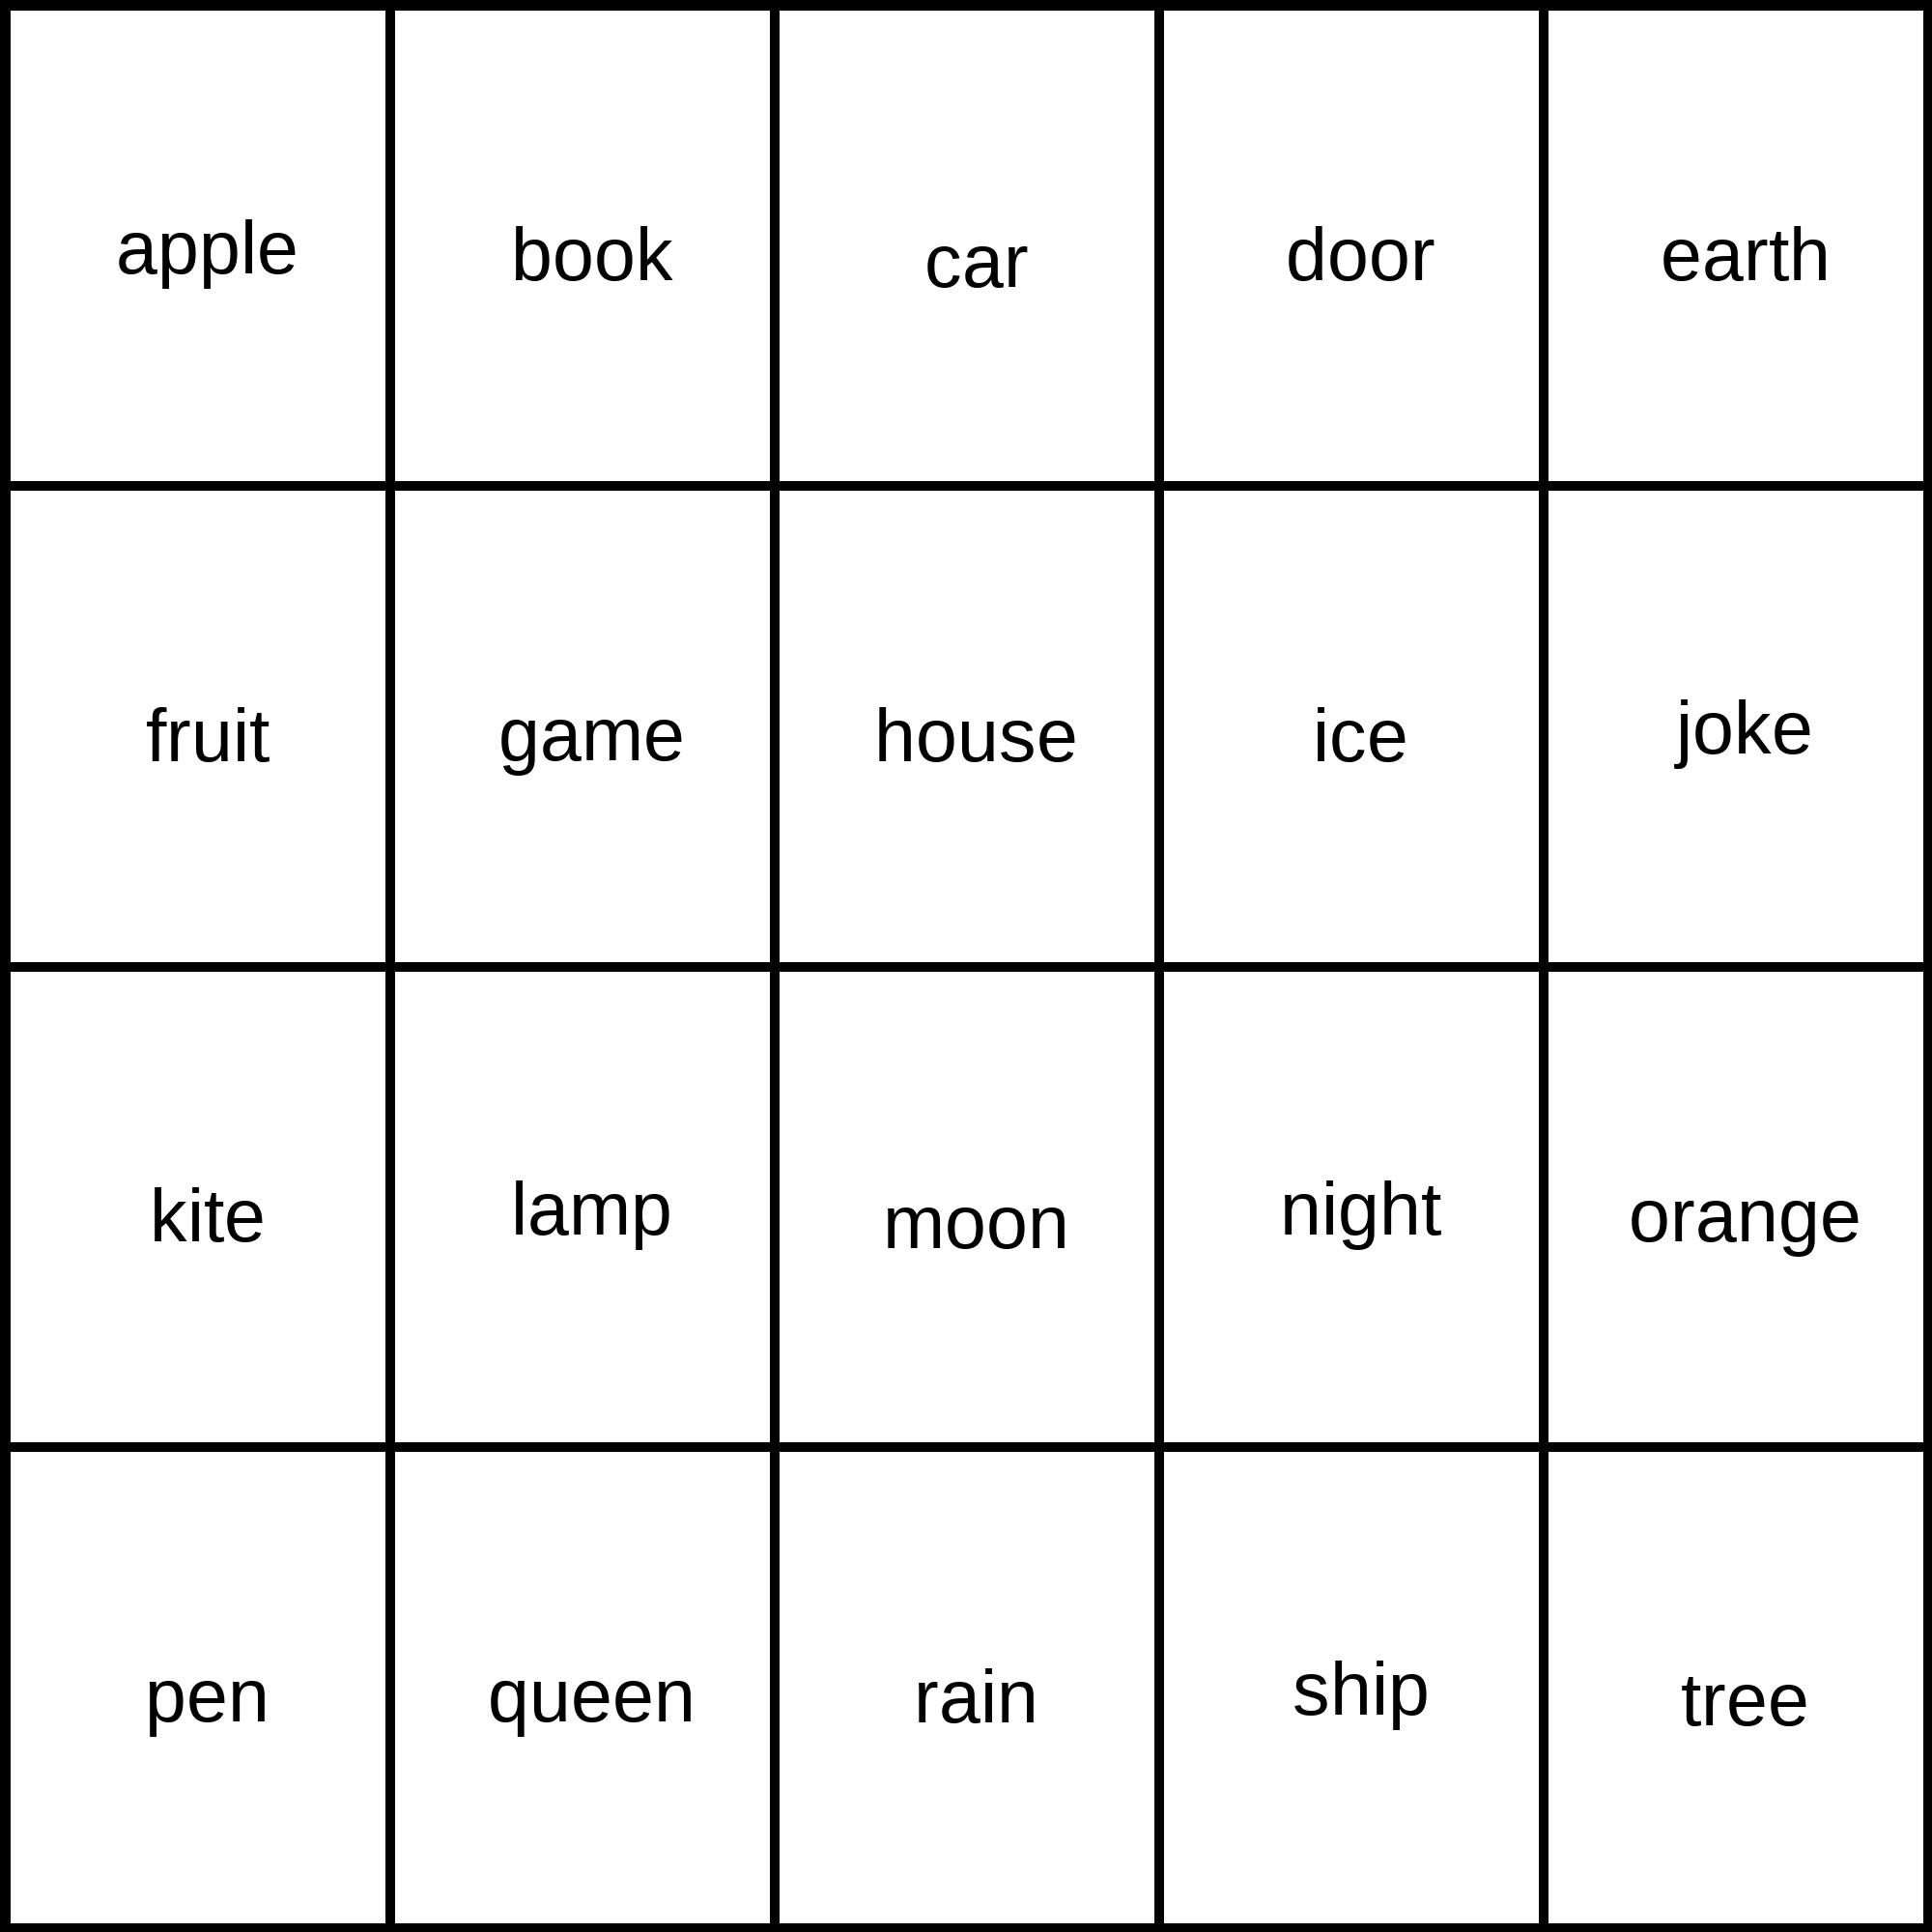 apple book car door earth
fruit game house ice joke
kite lamp moon night orange
pen queen rain ship tree